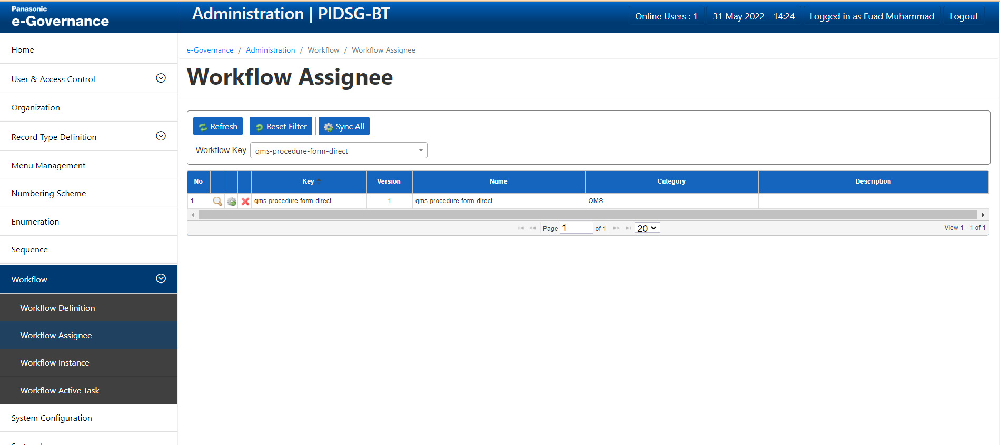 Panasonic
e-Governance
Administration | PIDSG-BT
Online Users : 1
31 May 2022 - 14:24
Logged in as Fuad Muhammad
Logout
Home
User & Access Control
Organization
Record Type Definition
Menu Management
Numbering Scheme
Enumeration
Sequence
Workflow
Workflow Definition
Workflow Assignee
Workflow Instance
Workflow Active Task
System Configuration
e-Governance / Administration / Workflow / Workflow Assignee
Workflow Assignee
Refresh Reset Filter Sync All
Workflow Key qms-procedure-form-direct
No Key Version Name Category Description
1 qms-procedure-form-direct 1 qms-procedure-form-direct QMS
Page 1 of 1 20 View 1 - 1 of 1